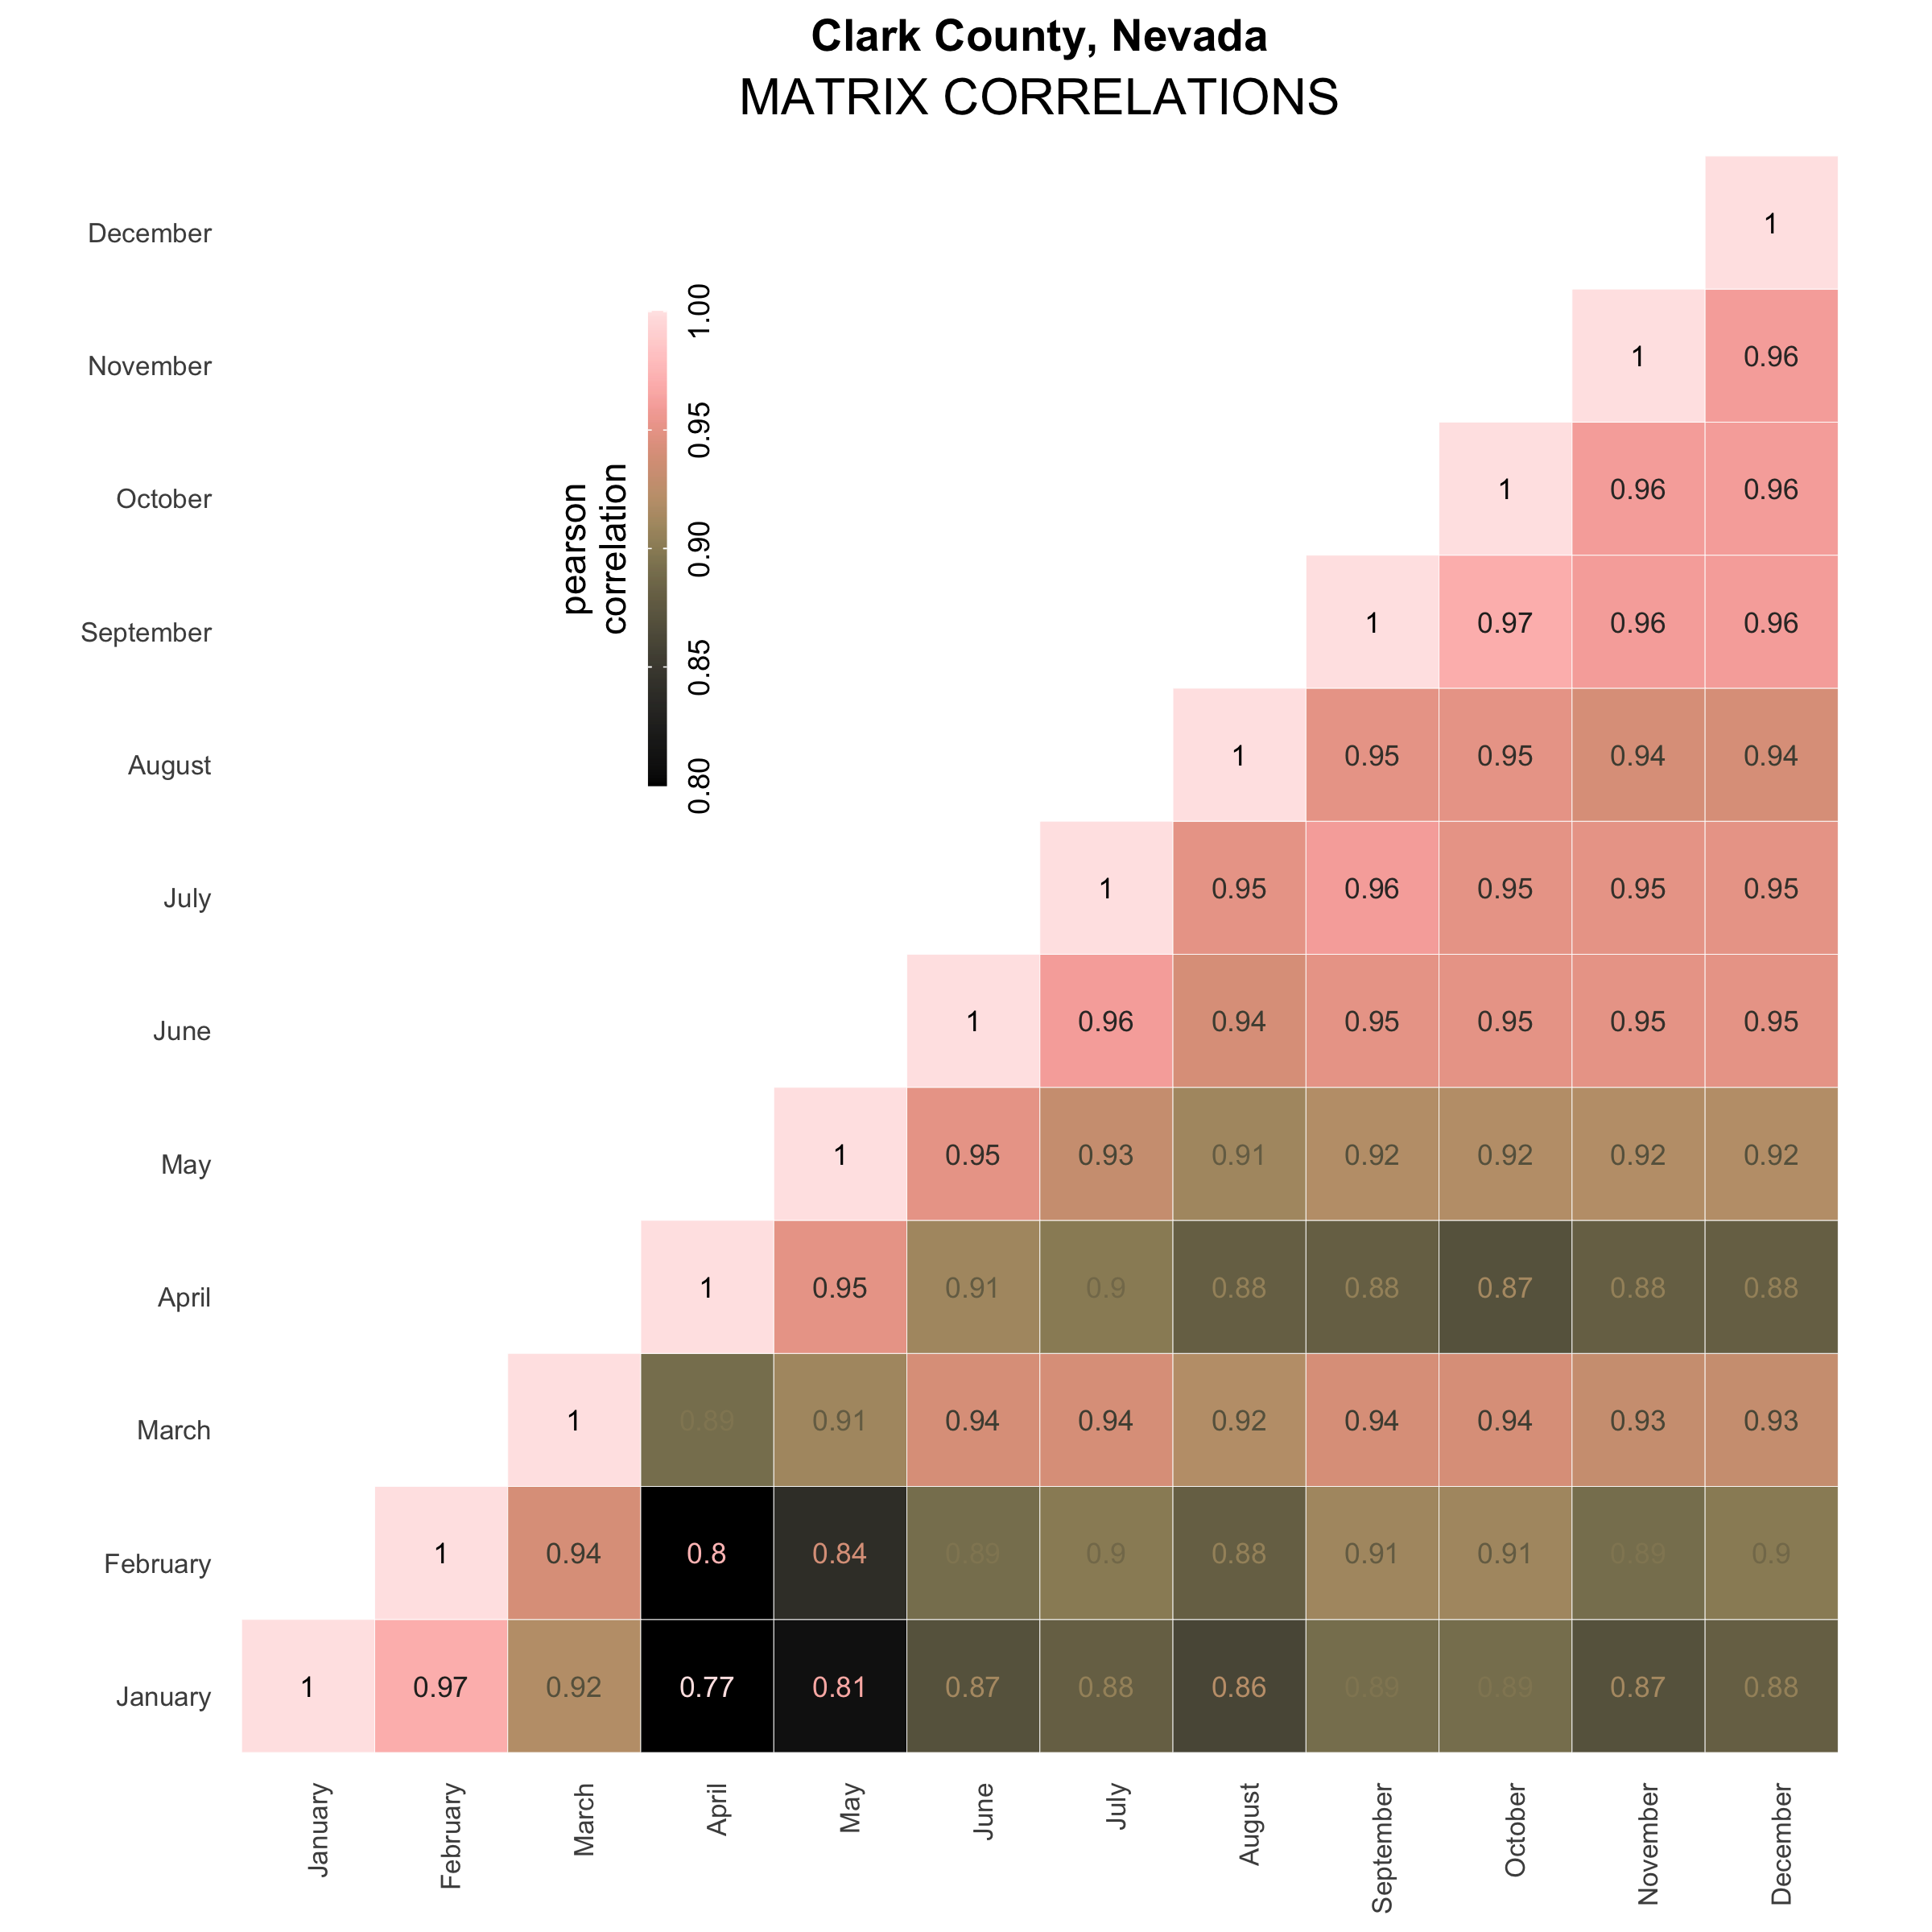 Clark County, Nevada
MATRIX CORRELATIONS
pearson
correlation
1.00
0.95
0.90
0.85
0.80
December 1
November 1 0.96
October 1 0.96 0.96
September 1 0.97 0.96 0.96
August 1 0.95 0.95 0.94 0.94
July 1 0.95 0.96 0.95 0.95 0.95
June 1 0.96 0.94 0.95 0.95 0.95 0.95
May 1 0.95 0.93 0.91 0.92 0.92 0.92 0.92
April 1 0.95 0.91 0.9 0.88 0.88 0.87 0.88 0.88
March 1 0.89 0.91 0.94 0.94 0.92 0.94 0.94 0.93 0.93
February 1 0.94 0.8 0.84 0.89 0.9 0.88 0.91 0.91 0.89 0.9
January 1 0.97 0.92 0.77 0.81 0.87 0.88 0.86 0.89 0.89 0.87 0.88
January February March April May June July August September October November December